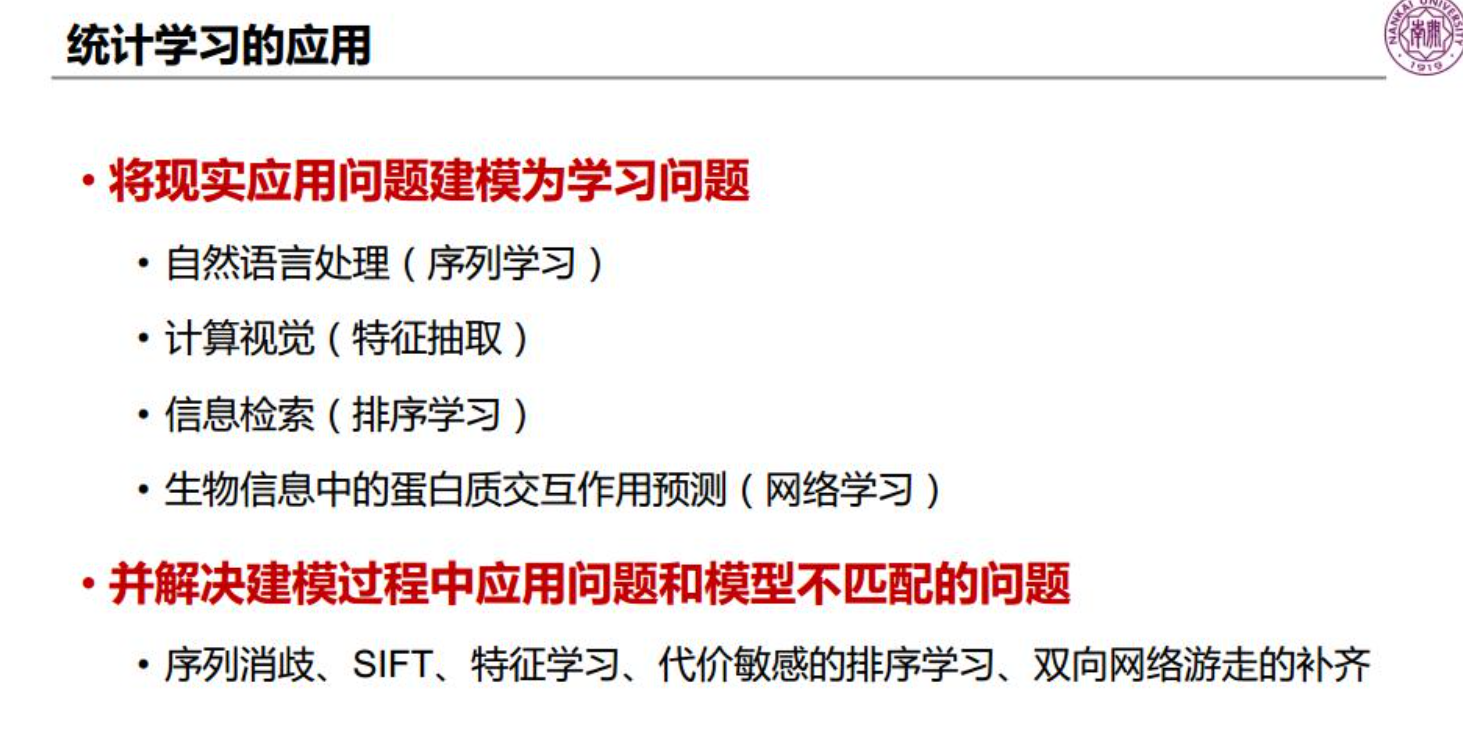 统计学习的应用
NANKAI UNIVERSITY
南開
1919
• 将现实应用问题建模为学习问题
• 自然语言处理（序列学习）
• 计算视觉（特征抽取）
• 信息检索（排序学习）
• 生物信息中的蛋白质交互作用预测（网络学习）
• 并解决建模过程中应用问题和模型不匹配的问题
• 序列消歧、SIFT、特征学习、代价敏感的排序学习、双向网络游走的补齐